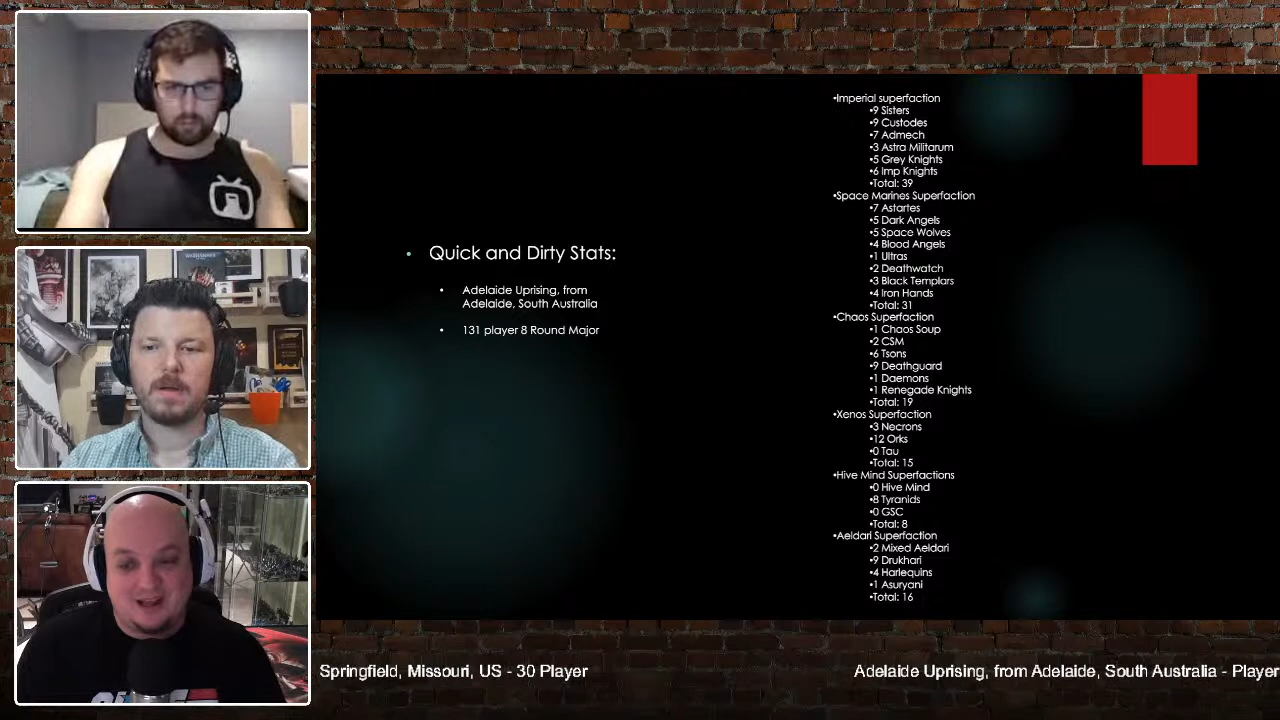 • Quick and Dirty Stats:
• Adelaide Uprising, from
Adelaide, South Australia
• 131 player 8 Round Major
•Imperial superfaction
•9 Sisters
•9 Custodes
•7 Admech
•3 Astra Militarum
•5 Grey Knights
•6 Imp Knights
•Total: 39
•Space Marines Superfaction
•7 Astartes
•5 Dark Angels
•5 Space Wolves
•4 Blood Angels
•1 Ultras
•2 Deathwatch
•3 Black Templars
•4 Iron Hands
•Total: 31
•Chaos Superfaction
•1 Chaos Soup
•2 CSM
•6 Tsons
•9 Deathguard
•1 Daemons
•1 Renegade Knights
•Total: 19
•Xenos Superfaction
•3 Necrons
•12 Orks
•0 Tau
•Total: 15
•Hive Mind Superfactions
•0 Hive Mind
•8 Tyranids
•0 GSC
•Total: 8
•Aeldari Superfaction
•2 Mixed Aeldari
•9 Drukhari
•4 Harlequins
•1 Asuryani
•Total: 16
Springfield, Missouri, US - 30 Player
Adelaide Uprising, from Adelaide, South Australia - Player